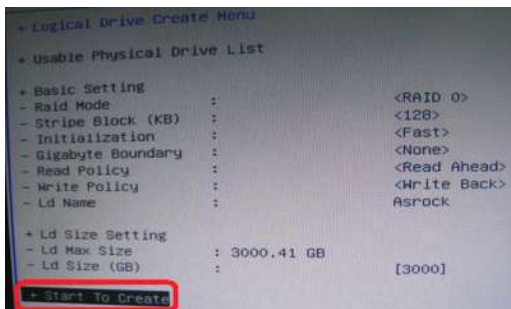 + Logical Drive Create Menu
+ Usable Physical Drive List
+ Basic Setting
- Raid Mode : <RAID 0>
- Stripe Block (KB) : <128>
- Initialization : <Fast>
- Gigabyte Boundary : <None>
- Read Policy : <Read Ahead>
- Write Policy : <Write Back>
- Ld Name : Asrock
+ Ld Size Setting
- Ld Max Size : 3000.41 GB
- Ld Size (GB) : [3000]
+ Start To Create